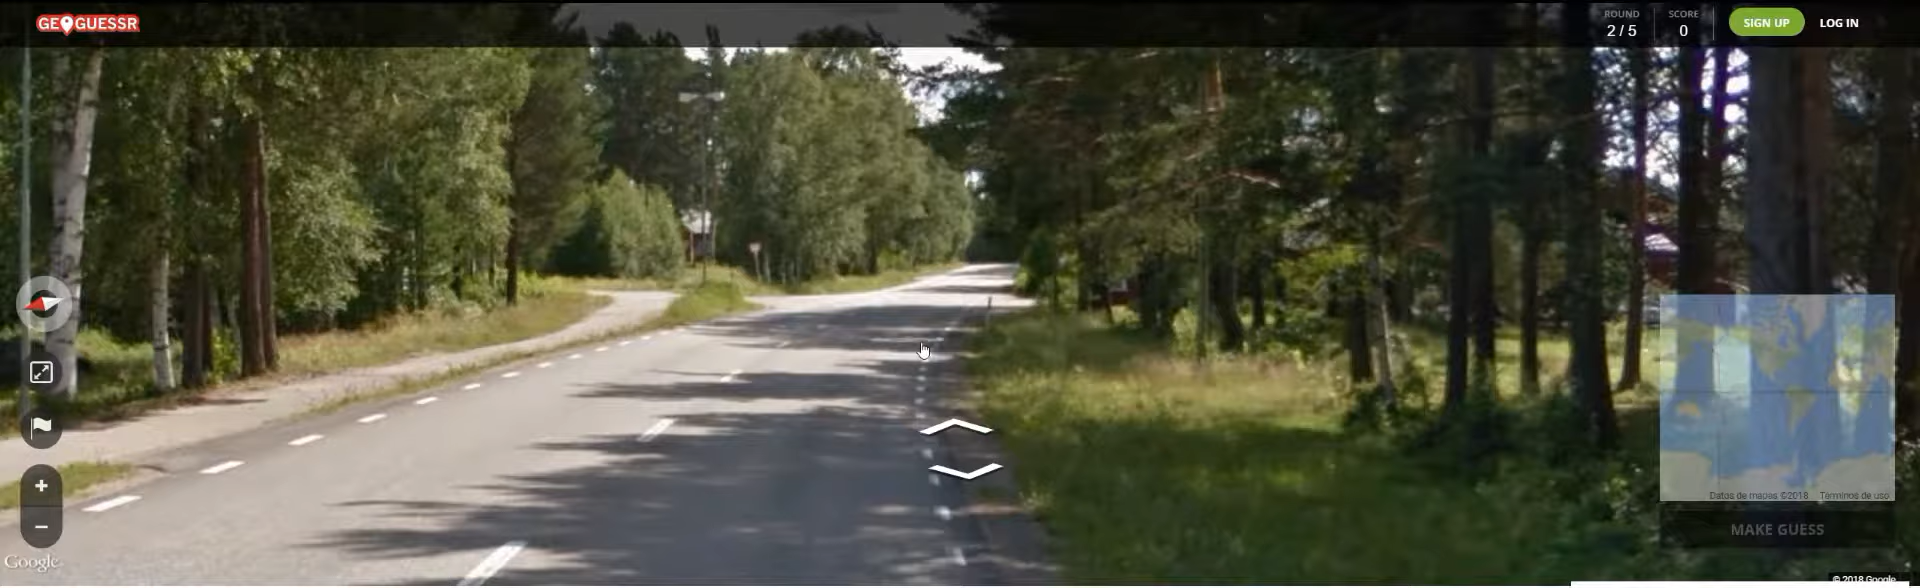 GEOGUESSR
ROUND
2 / 5
SCORE
0
SIGN UP
LOG IN
Datos de mapas ©2018 Términos de uso
MAKE GUESS
Google
© 2018 Google